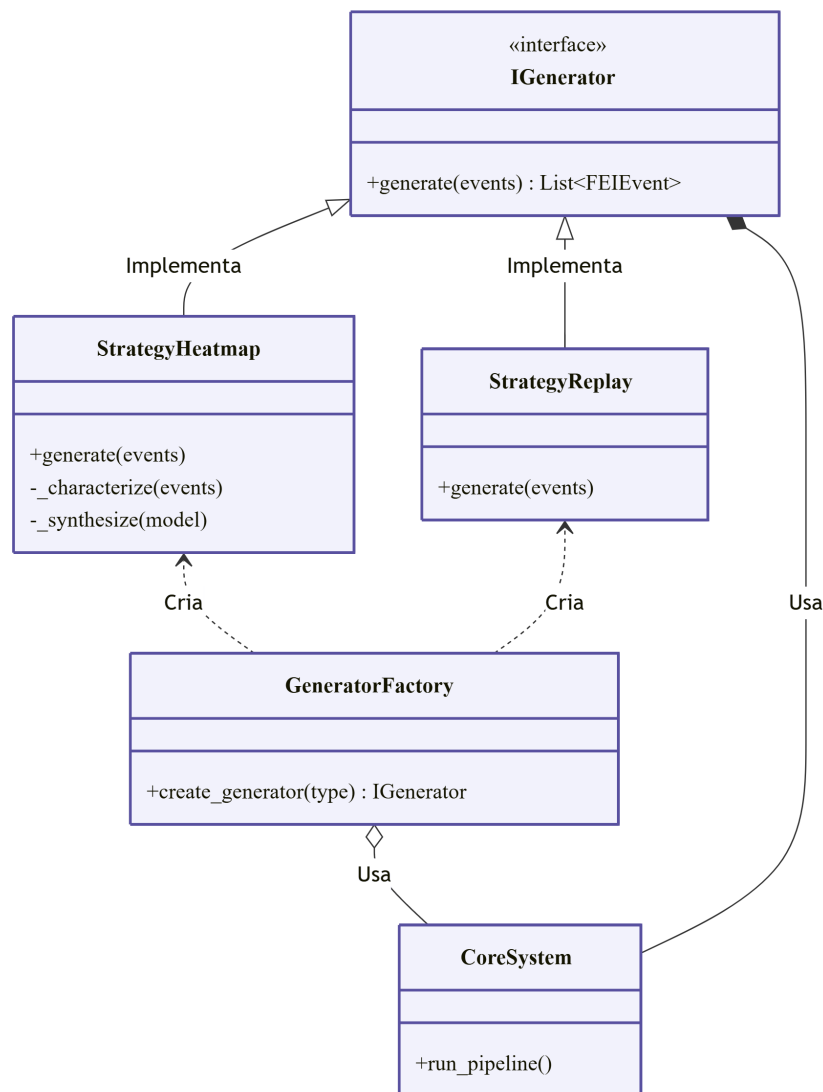 «interface»
IGenerator
+generate(events) : List<FEIEvent>
Implementa
Implementa
StrategyHeatmap
+generate(events)
-_characterize(events)
-_synthesize(model)
StrategyReplay
+generate(events)
Cria
Cria
Usa
GeneratorFactory
+create_generator(type) : IGenerator
Usa
CoreSystem
+run_pipeline()